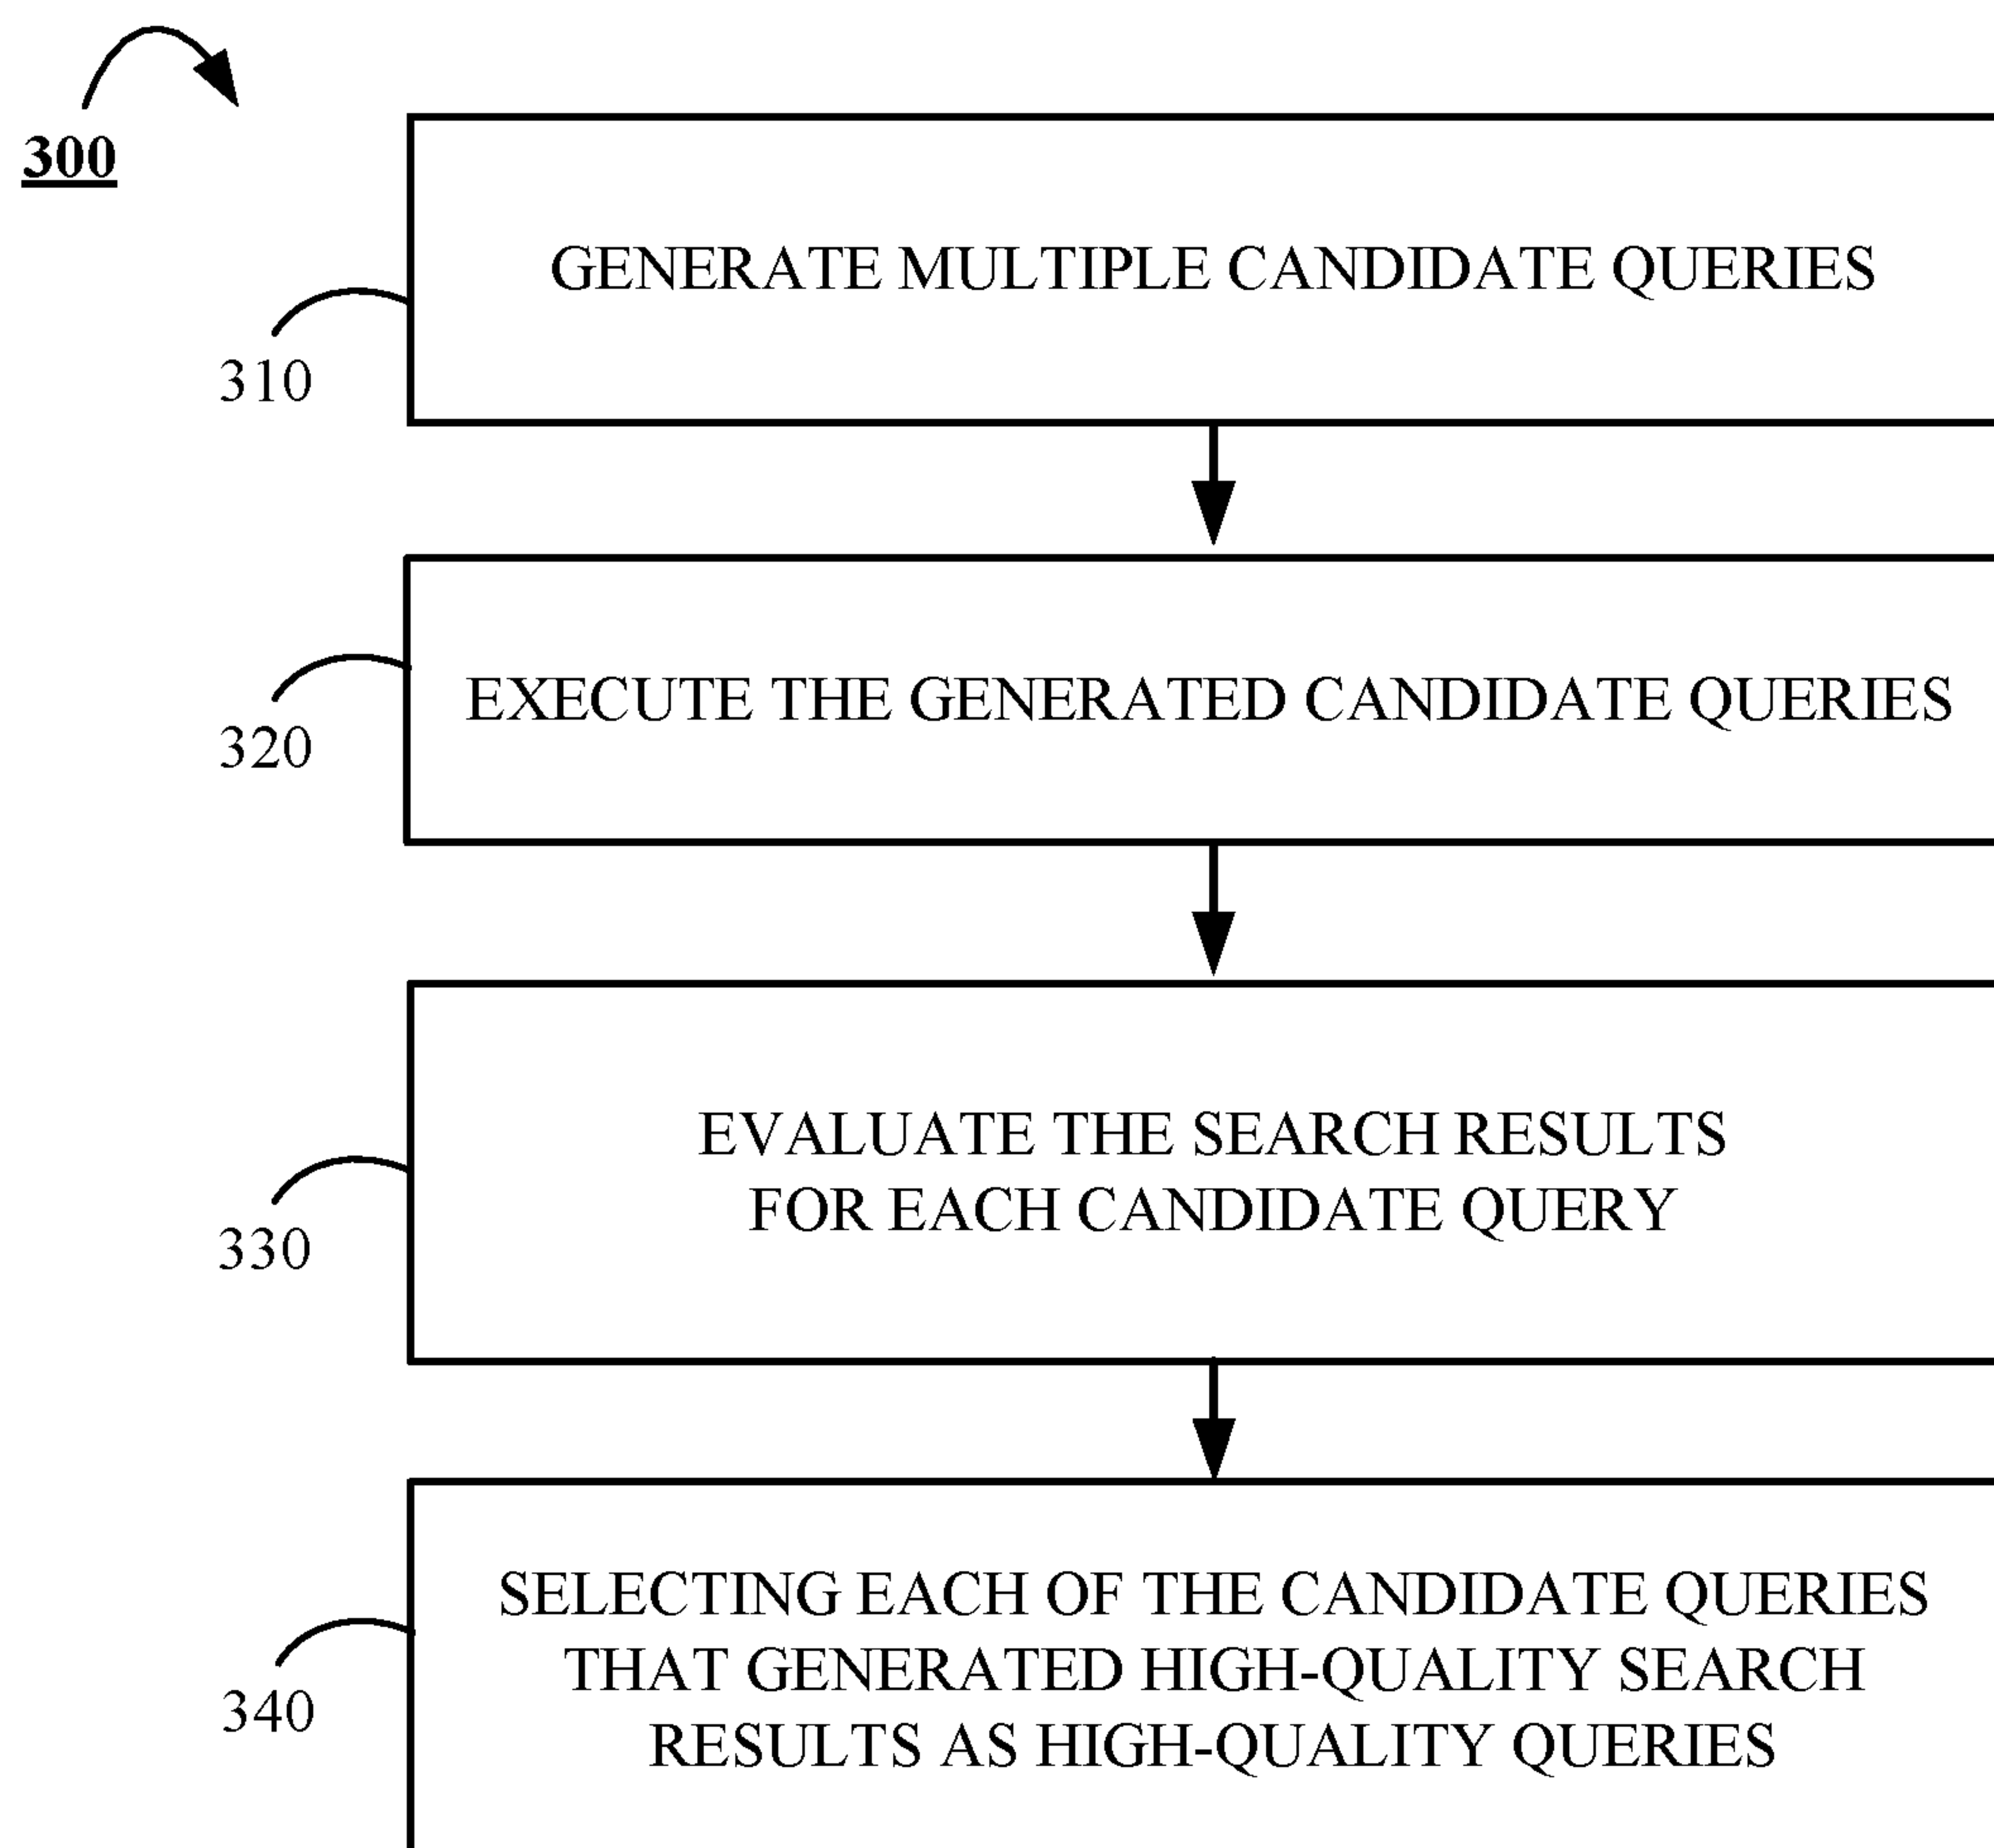 300
GENERATE MULTIPLE CANDIDATE QUERIES
310
EXECUTE THE GENERATED CANDIDATE QUERIES
320
EVALUATE THE SEARCH RESULTS
FOR EACH CANDIDATE QUERY
330
SELECTING EACH OF THE CANDIDATE QUERIES
THAT GENERATED HIGH-QUALITY SEARCH
RESULTS AS HIGH-QUALITY QUERIES
340